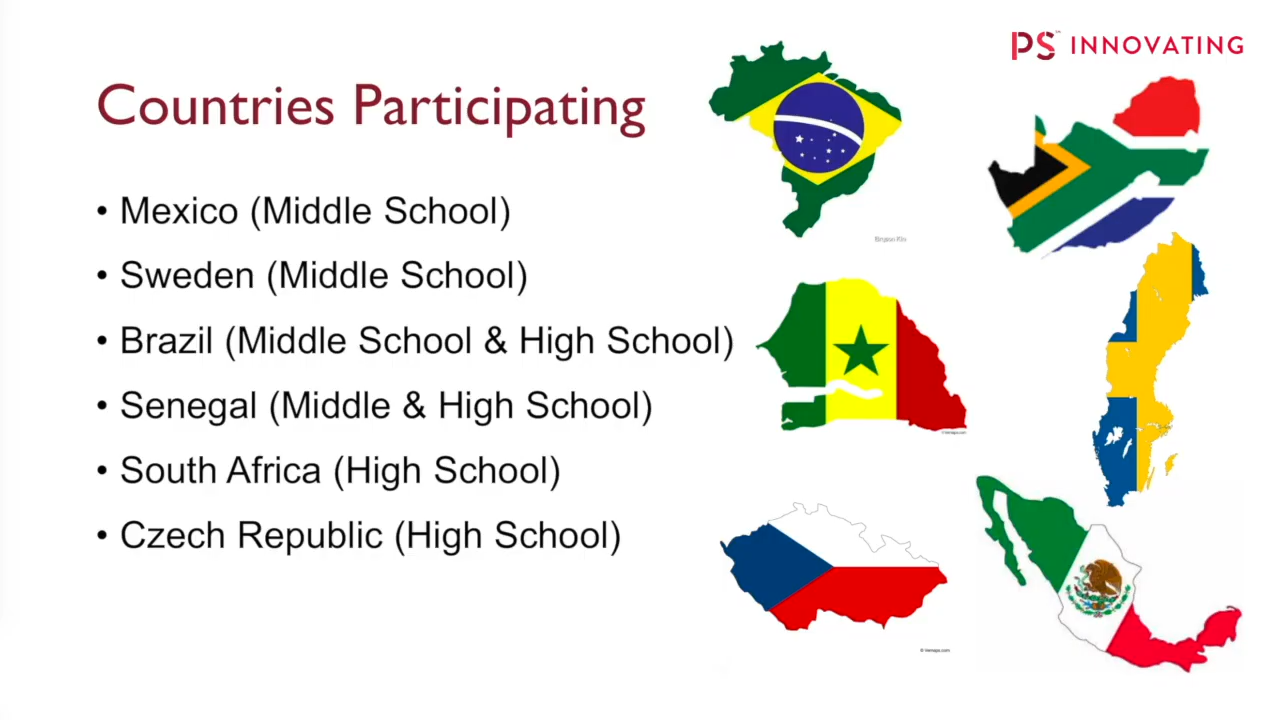 PS INNOVATING
Countries Participating
• Mexico (Middle School)
• Sweden (Middle School)
• Brazil (Middle School & High School)
• Senegal (Middle & High School)
• South Africa (High School)
• Czech Republic (High School)